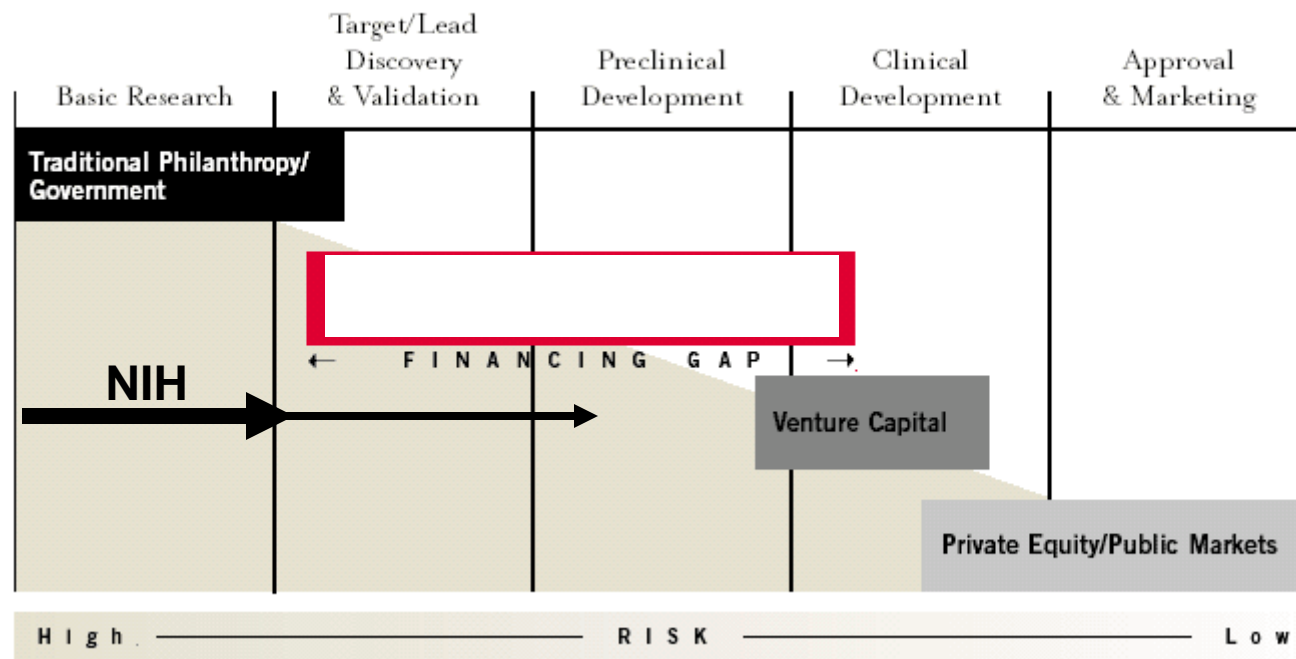 Target/Lead
Discovery
& Validation
Basic Research
Preclinical
Development
Clinical
Development
Approval
& Marketing
Traditional Philanthropy/
Government
FINANCING GAP
NIH
Venture Capital
Private Equity/Public Markets
High RISK Low